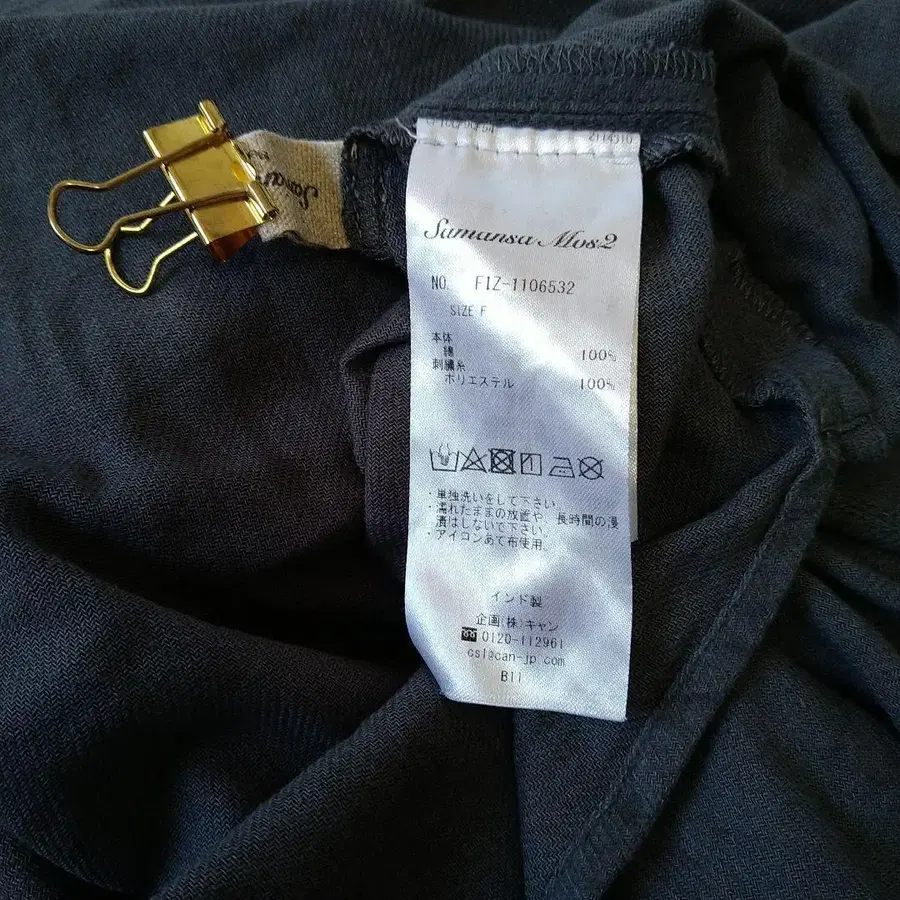 Samansa Mos2
NO. FIZ-1106532
SIZE F
本体
綿 100%
刺繍糸
ポリエステル 100%
・単独洗いをして下さい。
・濡れたままの放置や、長時間の浸
漬はしないで下さい。
・アイロンあて布使用。
インド製
企画(株)キャン
0120-112961
cs1@can-jp.com
B11